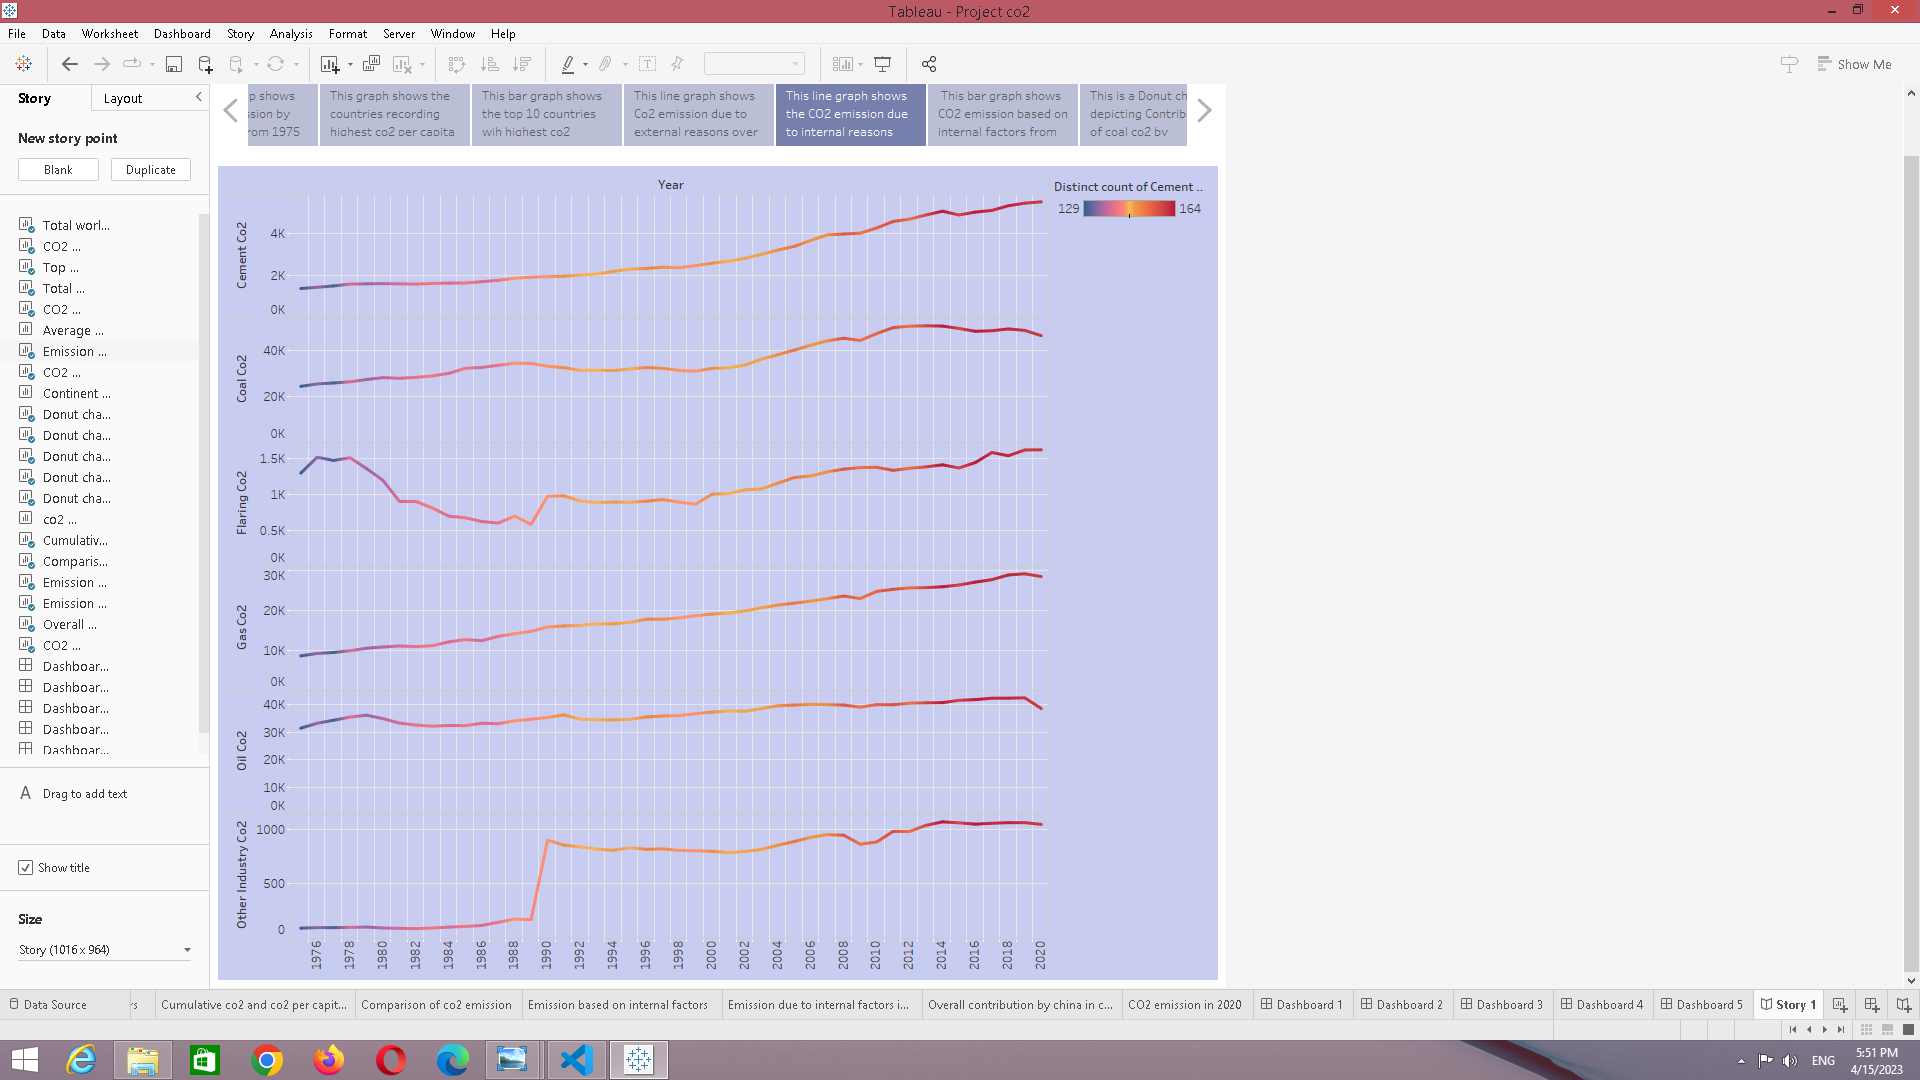 Tableau - Project co2
File Data Worksheet Dashboard Story Analysis Format Server Window Help
Show Me
Story
Layout
New story point
Blank
Duplicate
Total worl...
CO2 ...
Top ...
Total ...
CO2 ...
Average ...
Emission ...
CO2 ...
Continent ...
Donut cha...
Donut cha...
Donut cha...
Donut cha...
Donut cha...
co2 ...
Cumulativ...
Comparis...
Emission ...
Emission ...
Overall ...
CO2 ...
Dashboar...
Dashboar...
Dashboar...
Dashboar...
Dashboar...
A Drag to add text
Show title
Size
Story (1016 x 964)
p shows
sion by
rom 1975
This graph shows the
countries recording
highest co2 per capita
This bar graph shows
the top 10 countries
wih highest co2
This line graph shows
Co2 emission due to
external reasons over
This line graph shows
the CO2 emission due
to internal reasons
This bar graph shows
CO2 emission based on
internal factors from
This is a Donut ch
depicting Contrib
of coal co2 by
Year
Distinct count of Cement ..
129
164
Cement Co2
4K
2K
0K
Coal Co2
40K
20K
0K
Flaring Co2
1.5K
1K
0.5K
0K
Gas Co2
30K
20K
10K
0K
Oil Co2
40K
30K
20K
10K
0K
Other Industry Co2
1000
500
0
1976 1978 1980 1982 1984 1986 1988 1990 1992 1994 1996 1998 2000 2002 2004 2006 2008 2010 2012 2014 2016 2018 2020
Data Source
rs
Cumulative co2 and co2 per capit...
Comparison of co2 emission
Emission based on internal factors
Emission due to internal factors i...
Overall contribution by china in c...
CO2 emission in 2020
Dashboard 1
Dashboard 2
Dashboard 3
Dashboard 4
Dashboard 5
Story 1
ENG
5:51 PM
4/15/2023